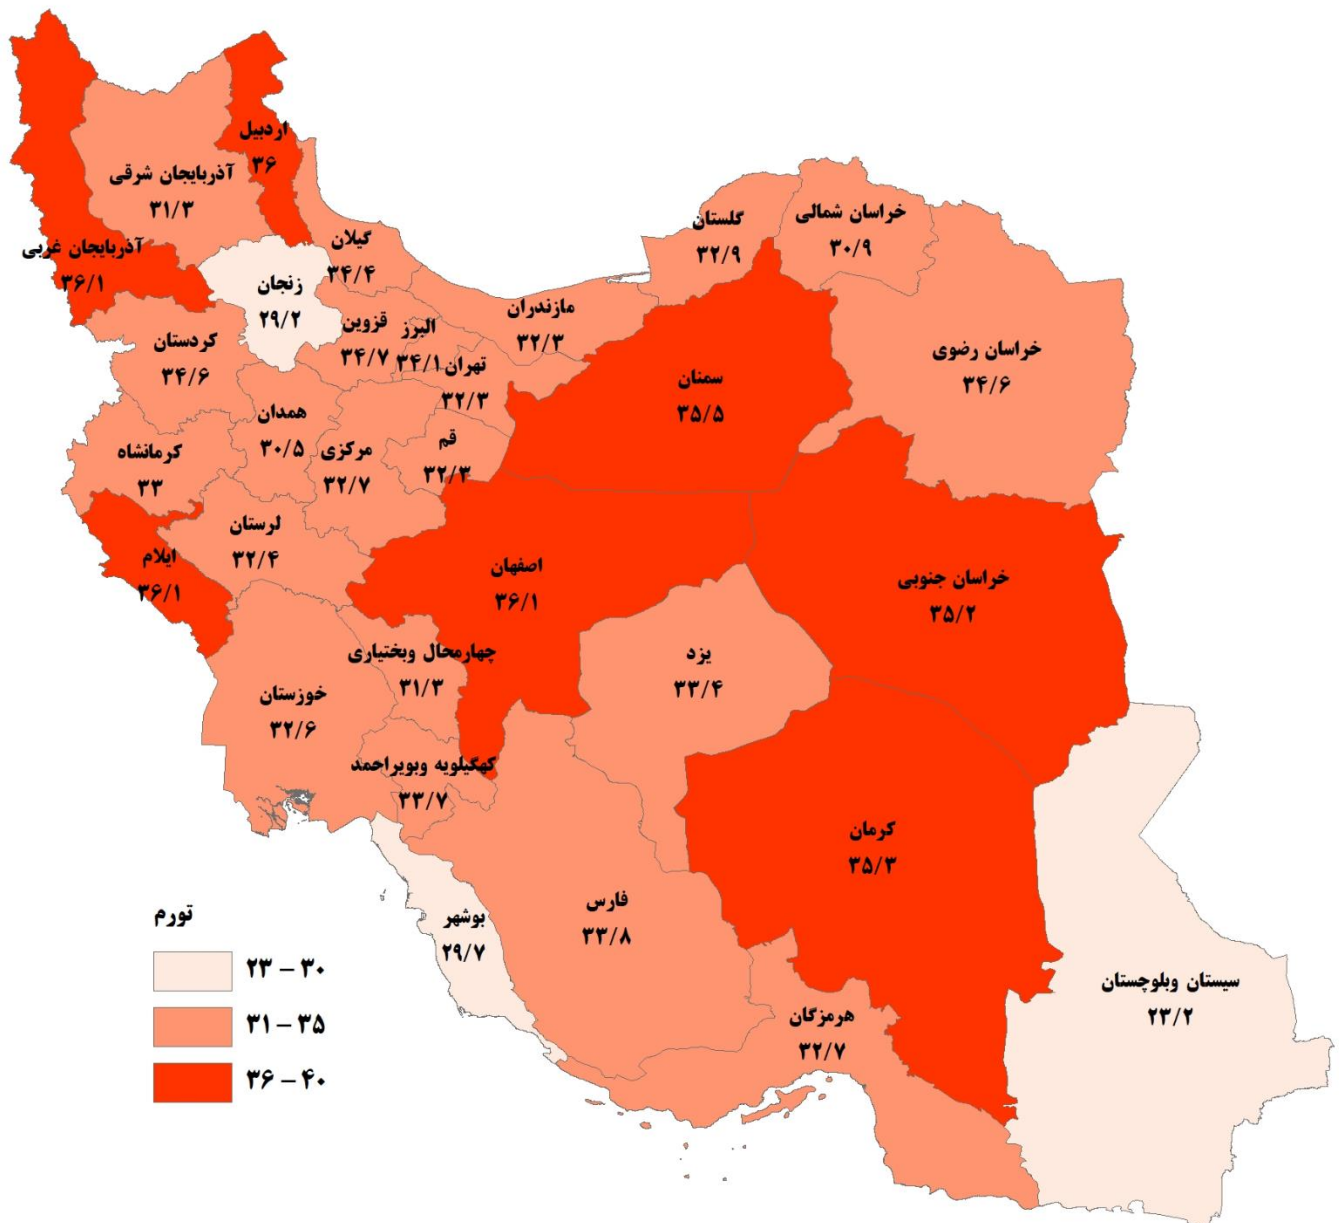 اردبیل
۳۶
آذربایجان شرقی
۳۱/۳
آذربایجان غربی
۳۶/۱
گیلان
۳۴/۴
زنجان
۲۹/۲
گلستان
۳۲/۹
خراسان شمالی
۳۰/۹
مازندران
۳۲/۳
قزوین
۳۴/۷
البرز
۳۴/۱
تهران
۳۲/۳
کردستان
۳۴/۶
خراسان رضوی
۳۴/۶
سمنان
۳۵/۵
همدان
۳۰/۵
مرکزی
۳۲/۷
قم
۳۲/۳
کرمانشاه
۳۳
لرستان
۳۲/۴
ایلام
۳۶/۱
اصفهان
۳۶/۱
خراسان جنوبی
۳۵/۲
چهارمحال وبختیاری
۳۱/۳
یزد
۳۳/۴
خوزستان
۳۲/۶
کهگیلویه وبویراحمد
۳۳/۷
کرمان
۳۵/۳
فارس
۳۳/۸
بوشهر
۲۹/۷
سیستان وبلوچستان
۲۳/۲
هرمزگان
۳۲/۷
تورم
۲۳ – ۳۰
۳۱ – ۳۵
۳۶ – ۴۰